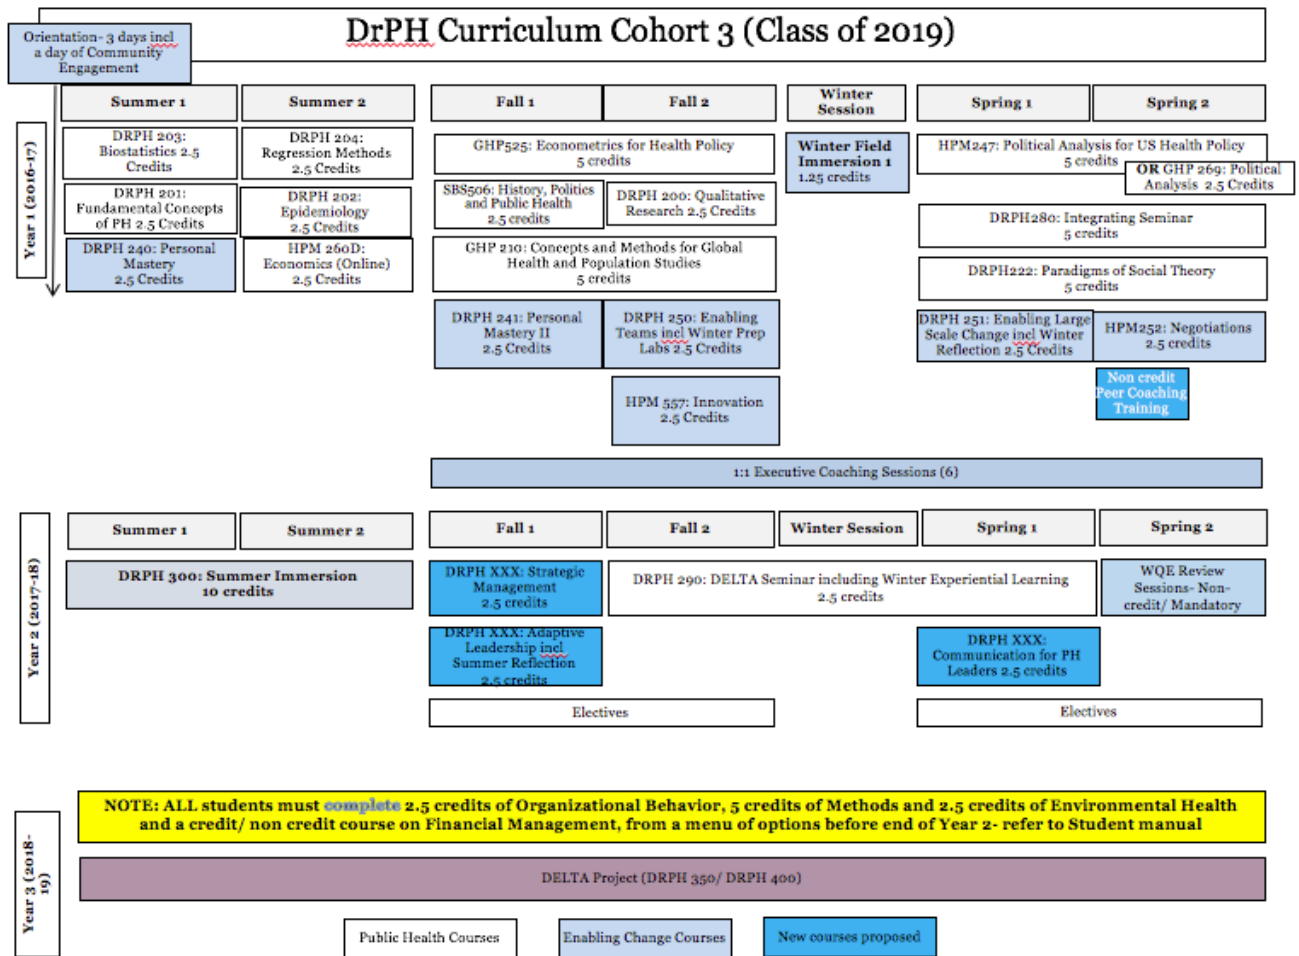 DrPH Curriculum Cohort 3 (Class of 2019)
Orientation- 3 days incl
a day of Community
Engagement
Year 1 (2016-17)
Summer 1
Summer 2
Fall 1
Fall 2
Winter
Session
Spring 1
Spring 2
DRPH 203:
Biostatistics 2.5
Credits
DRPH 204:
Regression Methods
2.5 Credits
GHP525: Econometrics for Health Policy
5 credits
Winter Field
Immersion 1
1.25 credits
HPM247: Political Analysis for US Health Policy
5 credits
OR GHP 269: Political
Analysis 2.5 Credits
DRPH 201:
Fundamental Concepts
of PH 2.5 Credits
DRPH 202:
Epidemiology
2.5 Credits
SBS506: History, Politics
and Public Health
2.5 credits
DRPH 200: Qualitative
Research 2.5 Credits
DRPH280: Integrating Seminar
5 credits
DRPH 240: Personal
Mastery
2.5 Credits
HPM 260D:
Economics (Online)
2.5 Credits
GHP 210: Concepts and Methods for Global
Health and Population Studies
5 credits
DRPH222: Paradigms of Social Theory
5 credits
DRPH 241: Personal
Mastery II
2.5 Credits
DRPH 250: Enabling
Teams incl Winter Prep
Labs 2.5 Credits
DRPH 251: Enabling Large
Scale Change incl Winter
Reflection 2.5 Credits
HPM252: Negotiations
2.5 credits
HPM 557: Innovation
2.5 Credits
Non credit
Peer Coaching
Training
1:1 Executive Coaching Sessions (6)
Year 2 (2017-18)
Summer 1
Summer 2
Fall 1
Fall 2
Winter Session
Spring 1
Spring 2
DRPH 300: Summer Immersion
10 credits
DRPH XXX: Strategic
Management
2.5 credits
DRPH 290: DELTA Seminar including Winter Experiential Learning
2.5 credits
WQE Review
Sessions- Non-
credit/ Mandatory
DRPH XXX: Adaptive
Leadership incl
Summer Reflection
2.5 credits
DRPH XXX:
Communication for PH
Leaders 2.5 credits
Electives
Electives
Year 3 (2018-
19)
NOTE: ALL students must complete 2.5 credits of Organizational Behavior, 5 credits of Methods and 2.5 credits of Environmental Health
and a credit/ non credit course on Financial Management, from a menu of options before end of Year 2- refer to Student manual
DELTA Project (DRPH 350/ DRPH 400)
Public Health Courses
Enabling Change Courses
New courses proposed